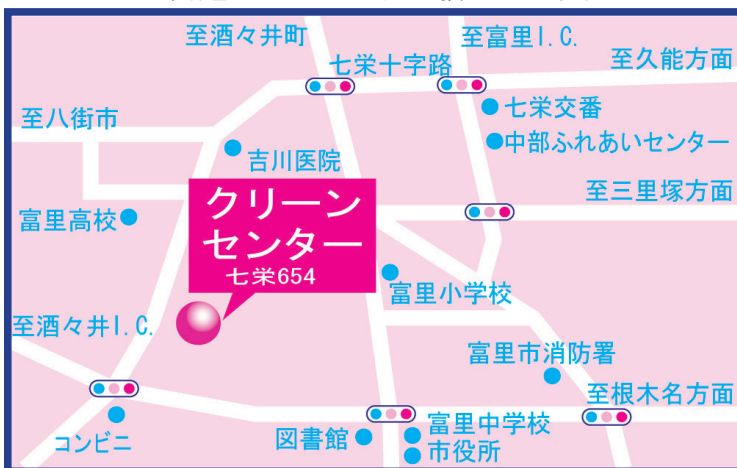 至酒々井町
至富里I.C.
七栄十字路
至久能方面
七栄交番
至八街市
中部ふれあいセンター
吉川医院
クリーン
センター
七栄654
至三里塚方面
富里高校
富里小学校
至酒々井I.C.
富里市消防署
至根木名方面
コンビニ
図書館
富里中学校
市役所